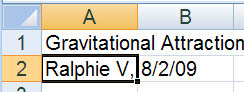 A B
1 Gravitational Attraction
2 Ralphie V, 8/2/09